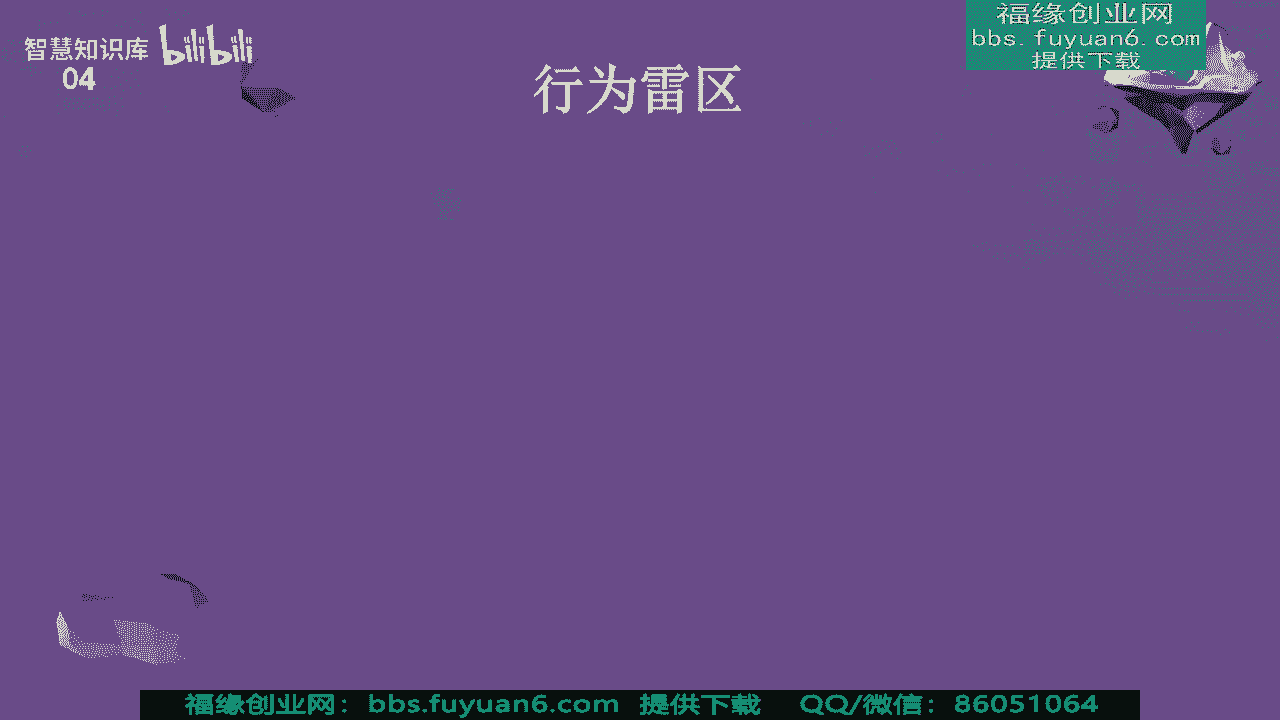 智慧知识库 bilibili
04
行为雷区
福缘创业网
bbs.fuyuan6.com
提供下载
福缘创业网：bbs.fuyuan6.com 提供下载 QQ/微信：86051064